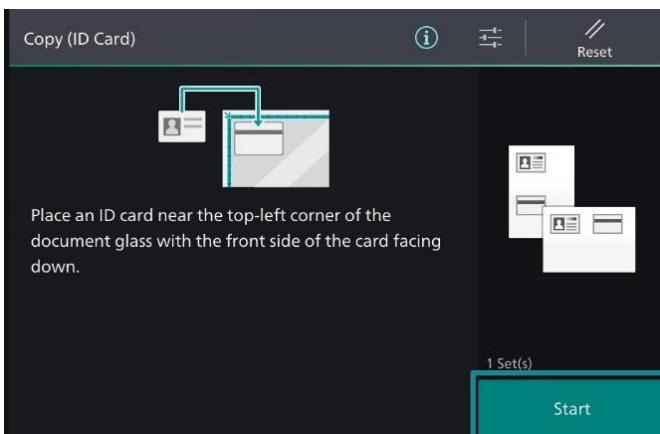 Copy (ID Card)
Reset
Place an ID card near the top-left corner of the
document glass with the front side of the card facing
down.
1 Set(s)
Start